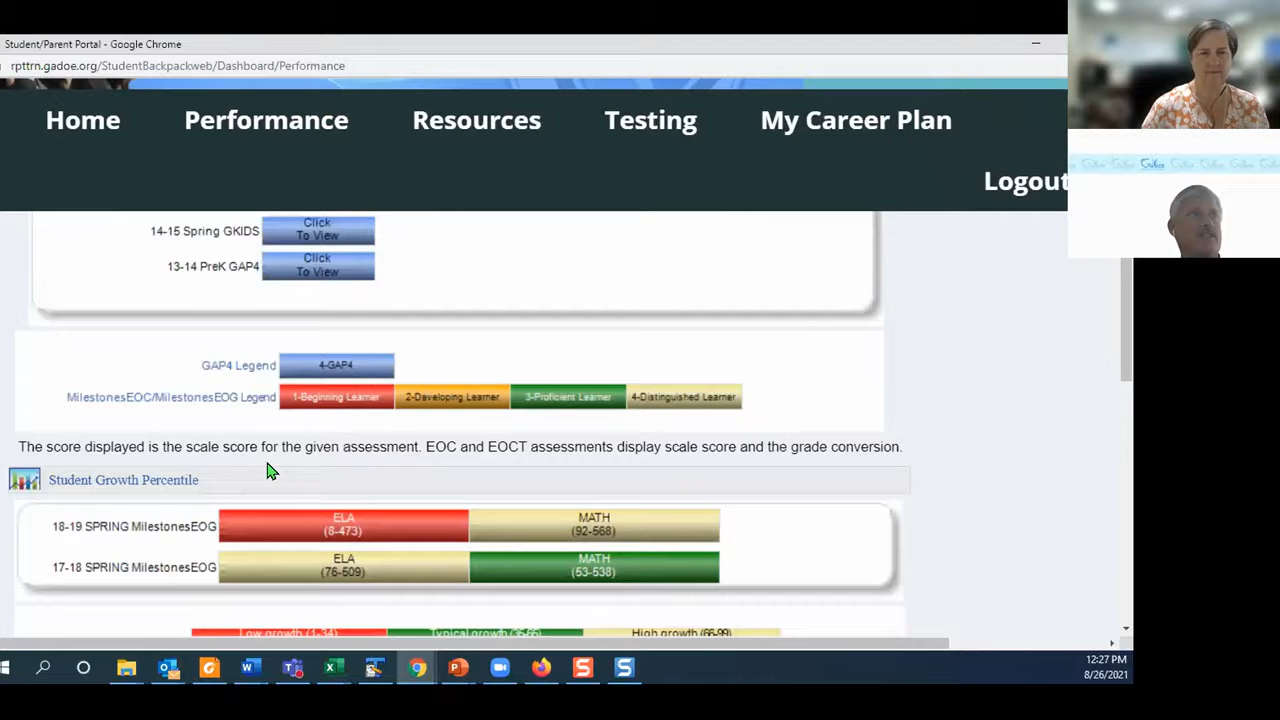 Student/Parent Portal - Google Chrome
rpttrn.gadoe.org/StudentBackpackweb/Dashboard/Performance
Home Performance Resources Testing My Career Plan
Logout
14-15 Spring GKIDS Click To View
13-14 PreK GAP4 Click To View
GAP4 Legend 4-GAP4
MilestonesEOC/MilestonesEOG Legend 1-Beginning Learner 2-Developing Learner 3-Proficient Learner 4-Distinguished Learner
The score displayed is the scale score for the given assessment. EOC and EOCT assessments display scale score and the grade conversion.
Student Growth Percentile
18-19 SPRING MilestonesEOG ELA (8-473) MATH (92-568)
17-18 SPRING MilestonesEOG ELA (76-509) MATH (53-538)
Low growth (1-34) Typical growth (35-65) High growth (66-99)
12:27 PM
8/26/2021